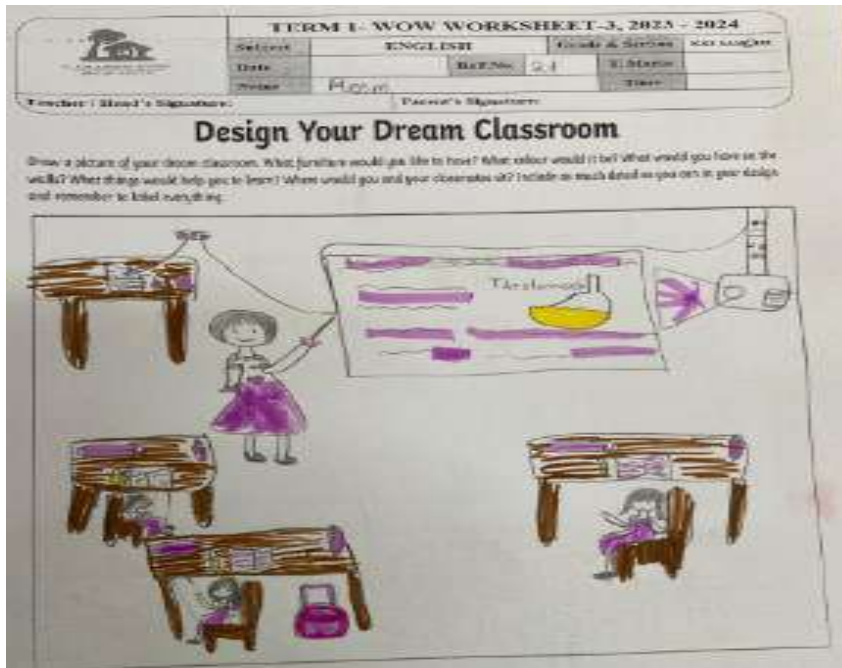 TERM I- WOW WORKSHEET-3, 2023 - 2024
Subject ENGLISH Grade & Section
Date Ref.No. 21
Name
Teacher / Head's Signature: Parent's Signature:
Design Your Dream Classroom
Draw a picture of your dream classroom. What furniture would you like to have? What colour would it be? What would you have on the
walls? What things would help you to learn? Where would you and your classmates sit? Include as much detail as you can in your design
and remember to label everything.